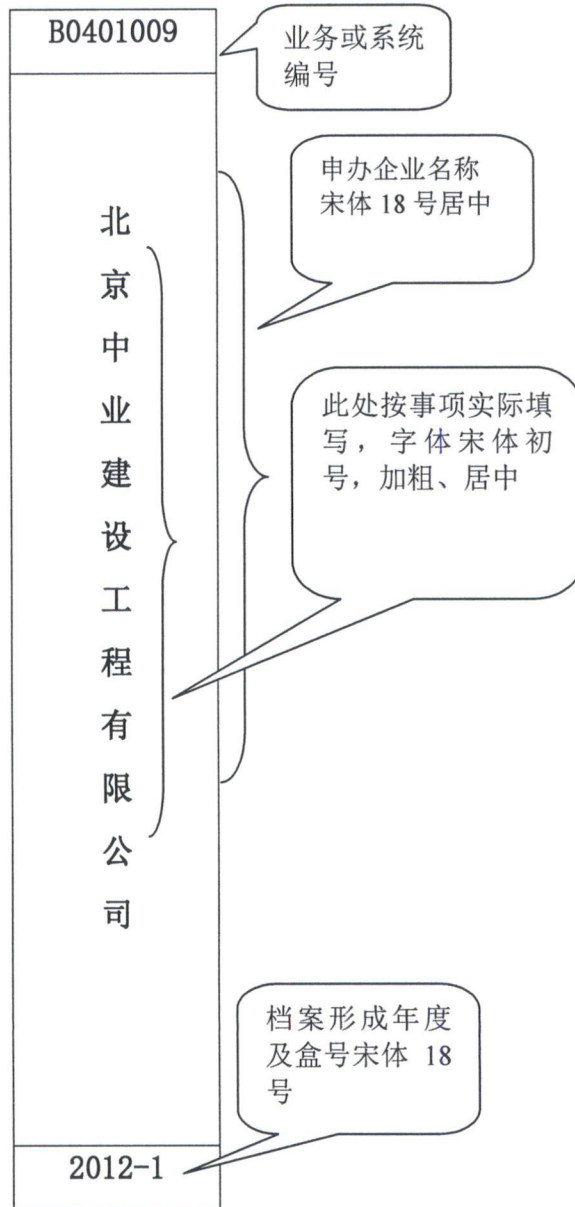 B0401009
业务或系统
编号
申办企业名称
宋体 18 号居中
北京中业建设工程有限公司
此处按事项实际填
写，字体宋体初
号，加粗、居中
档案形成年度
及盒号宋体 18
号
2012-1